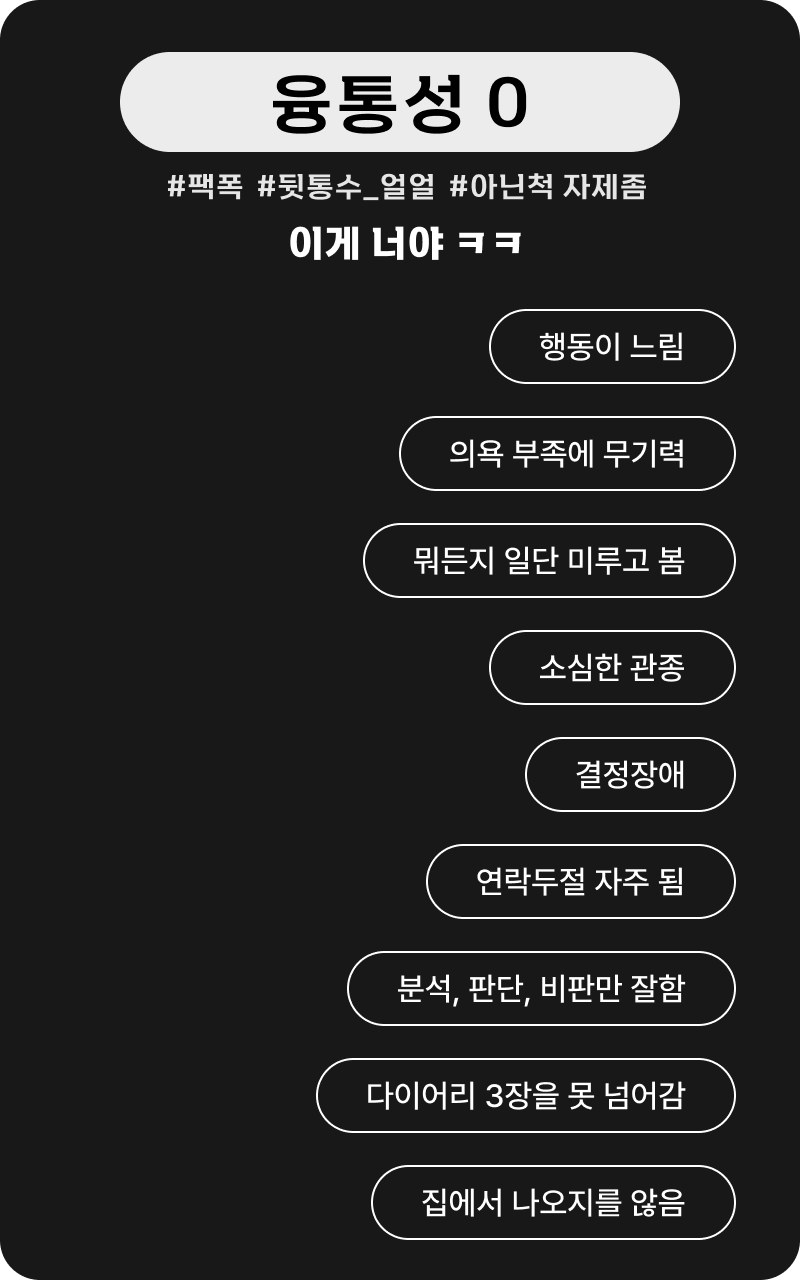 융통성 0
#팩폭 #뒷통수_얼얼 #아닌척 자제좀
이게 너야 ㅋㅋ
행동이 느림
의욕 부족에 무기력
뭐든지 일단 미루고 봄
소심한 관종
결정장애
연락두절 자주 됨
분석, 판단, 비판만 잘함
다이어리 3장을 못 넘어감
집에서 나오지를 않음